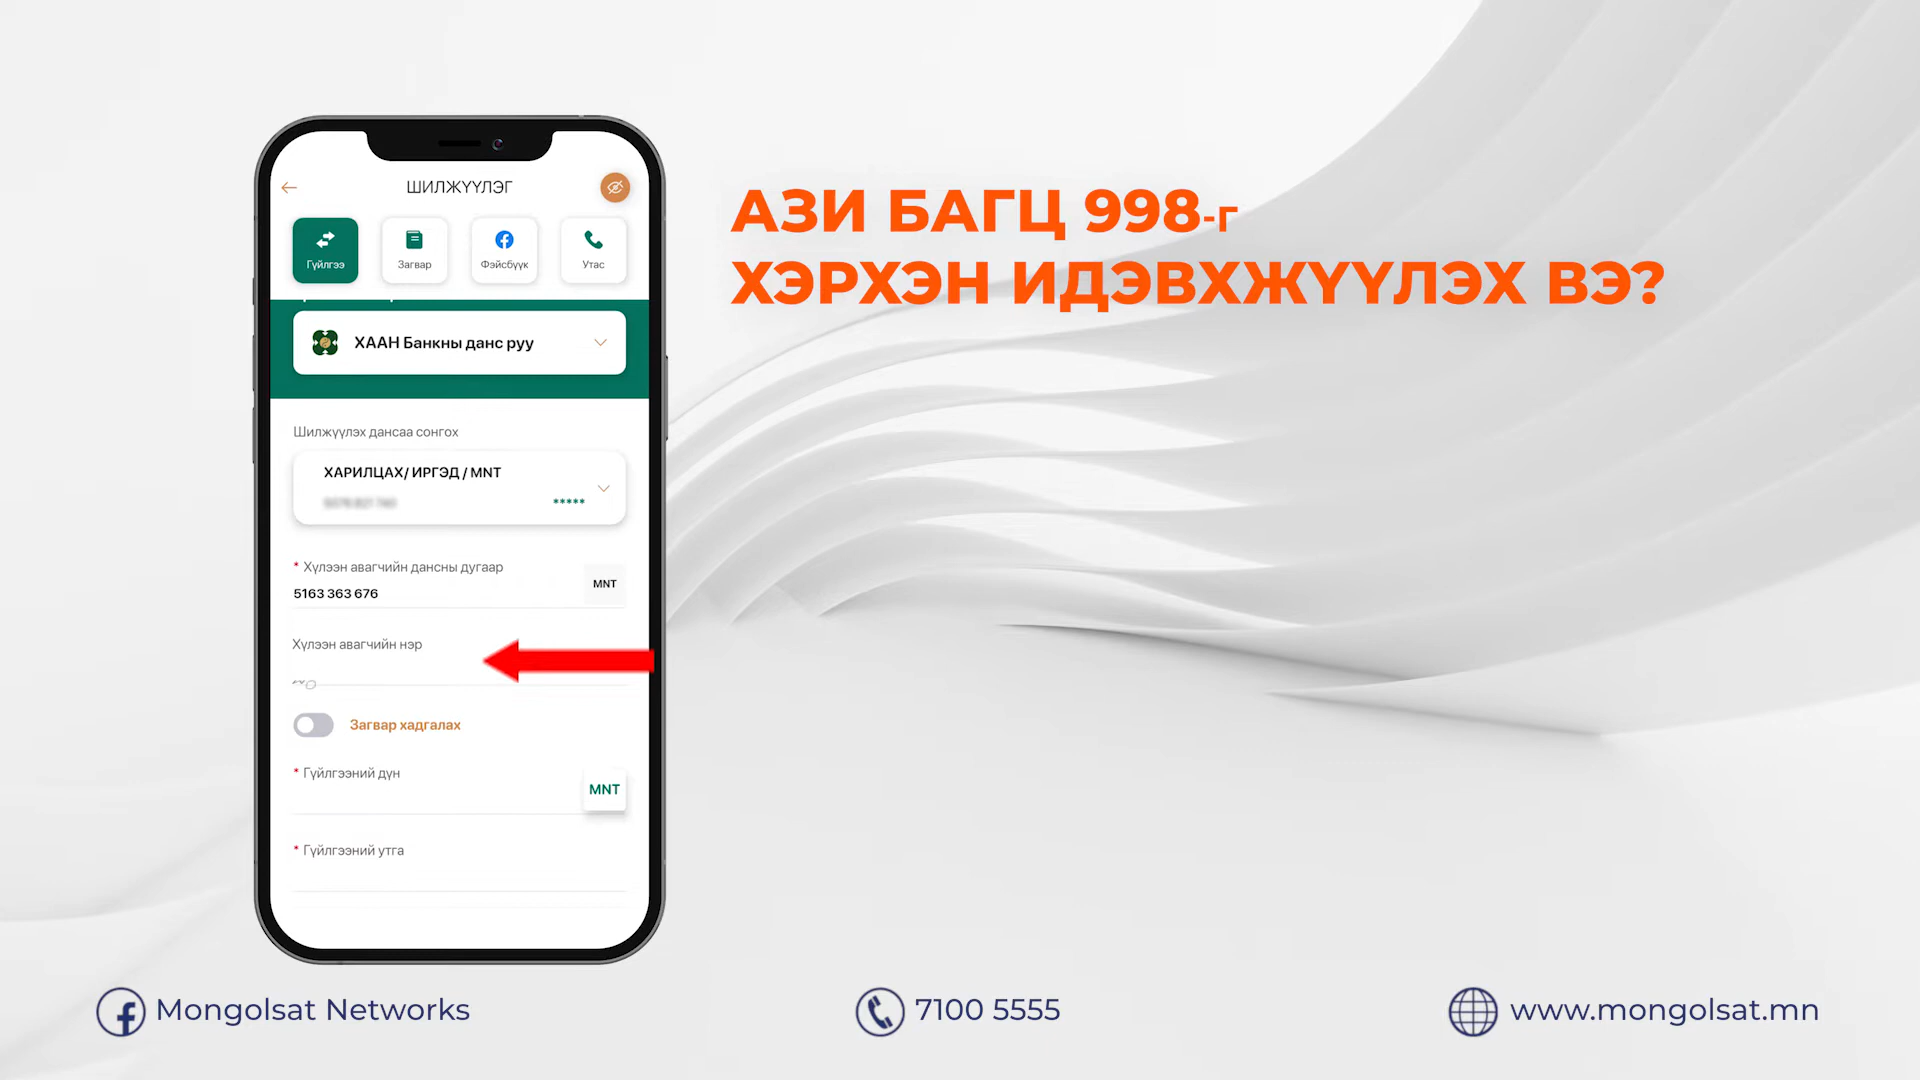 ШИЛЖҮҮЛЭГ
Гүйлгээ
Загвар
Фэйсбүүк
Утас
ХААН Банкны данс руу
Шилжүүлэх дансаа сонгох
ХАРИЛЦАХ/ ИРГЭД / MNT
*****
* Хүлээн авагчийн дансны дугаар
5163 363 676
MNT
Хүлээн авагчийн нэр
Загвар хадгалах
* Гүйлгээний дүн
MNT
* Гүйлгээний утга
АЗИ БАГЦ 998-г
ХЭРХЭН ИДЭВХЖҮҮЛЭХ ВЭ?
Mongolsat Networks
7100 5555
www.mongolsat.mn